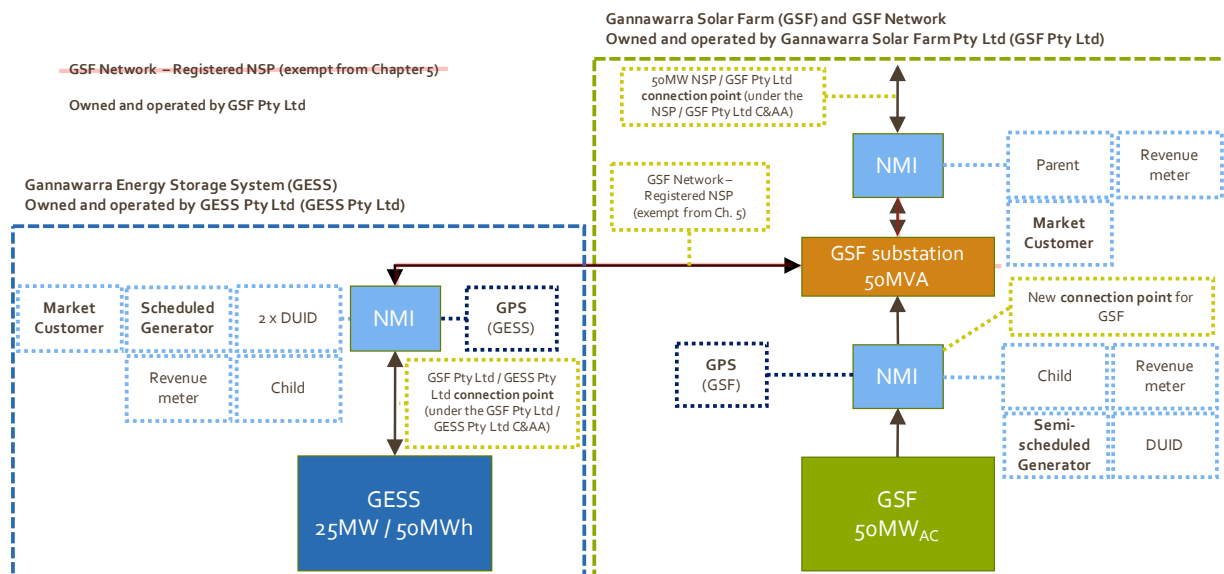 Gannawarra Solar Farm (GSF) and GSF Network
Owned and operated by Gannawarra Solar Farm Pty Ltd (GSF Pty Ltd)
GSF Network – Registered NSP (exempt from Chapter 5)
Owned and operated by GSF Pty Ltd
50MW NSP / GSF Pty Ltd
connection point (under the
NSP / GSF Pty Ltd C&AA)
NMI
Parent
Revenue
meter
Market
Customer
Gannawarra Energy Storage System (GESS)
Owned and operated by GESS Pty Ltd (GESS Pty Ltd)
GSF Network –
Registered NSP
(exempt from Ch. 5)
GSF substation
50MVA
Market
Customer
Scheduled
Generator
2 x DUID
NMI
GPS
(GESS)
Revenue
meter
Child
GSF Pty Ltd / GESS Pty
Ltd connection point
(under the GSF Pty Ltd /
GESS Pty Ltd C&AA)
New connection point for
GSF
GPS
(GSF)
NMI
Child
Revenue
meter
Semi-
scheduled
Generator
DUID
GESS
25MW / 50MWh
GSF
50MWAC